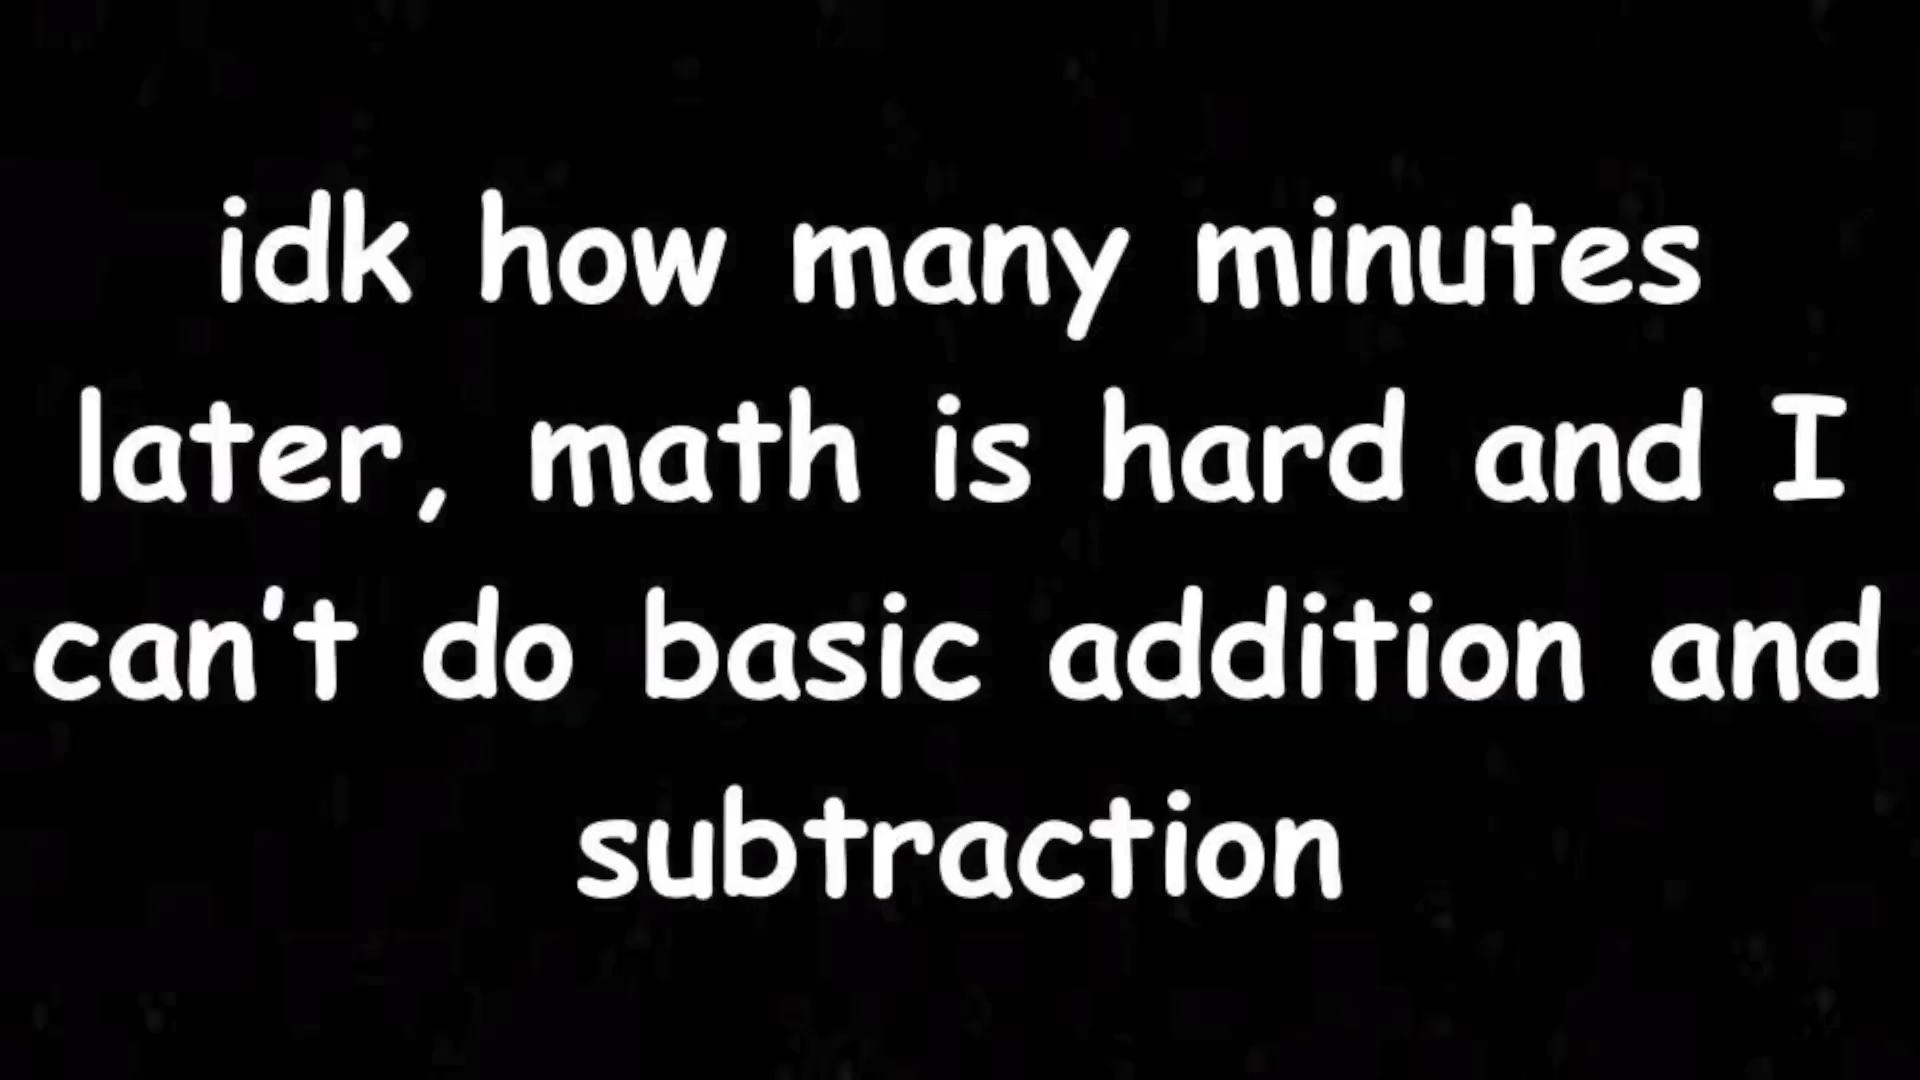 idk how many minutes
later, math is hard and I
can't do basic addition and
subtraction